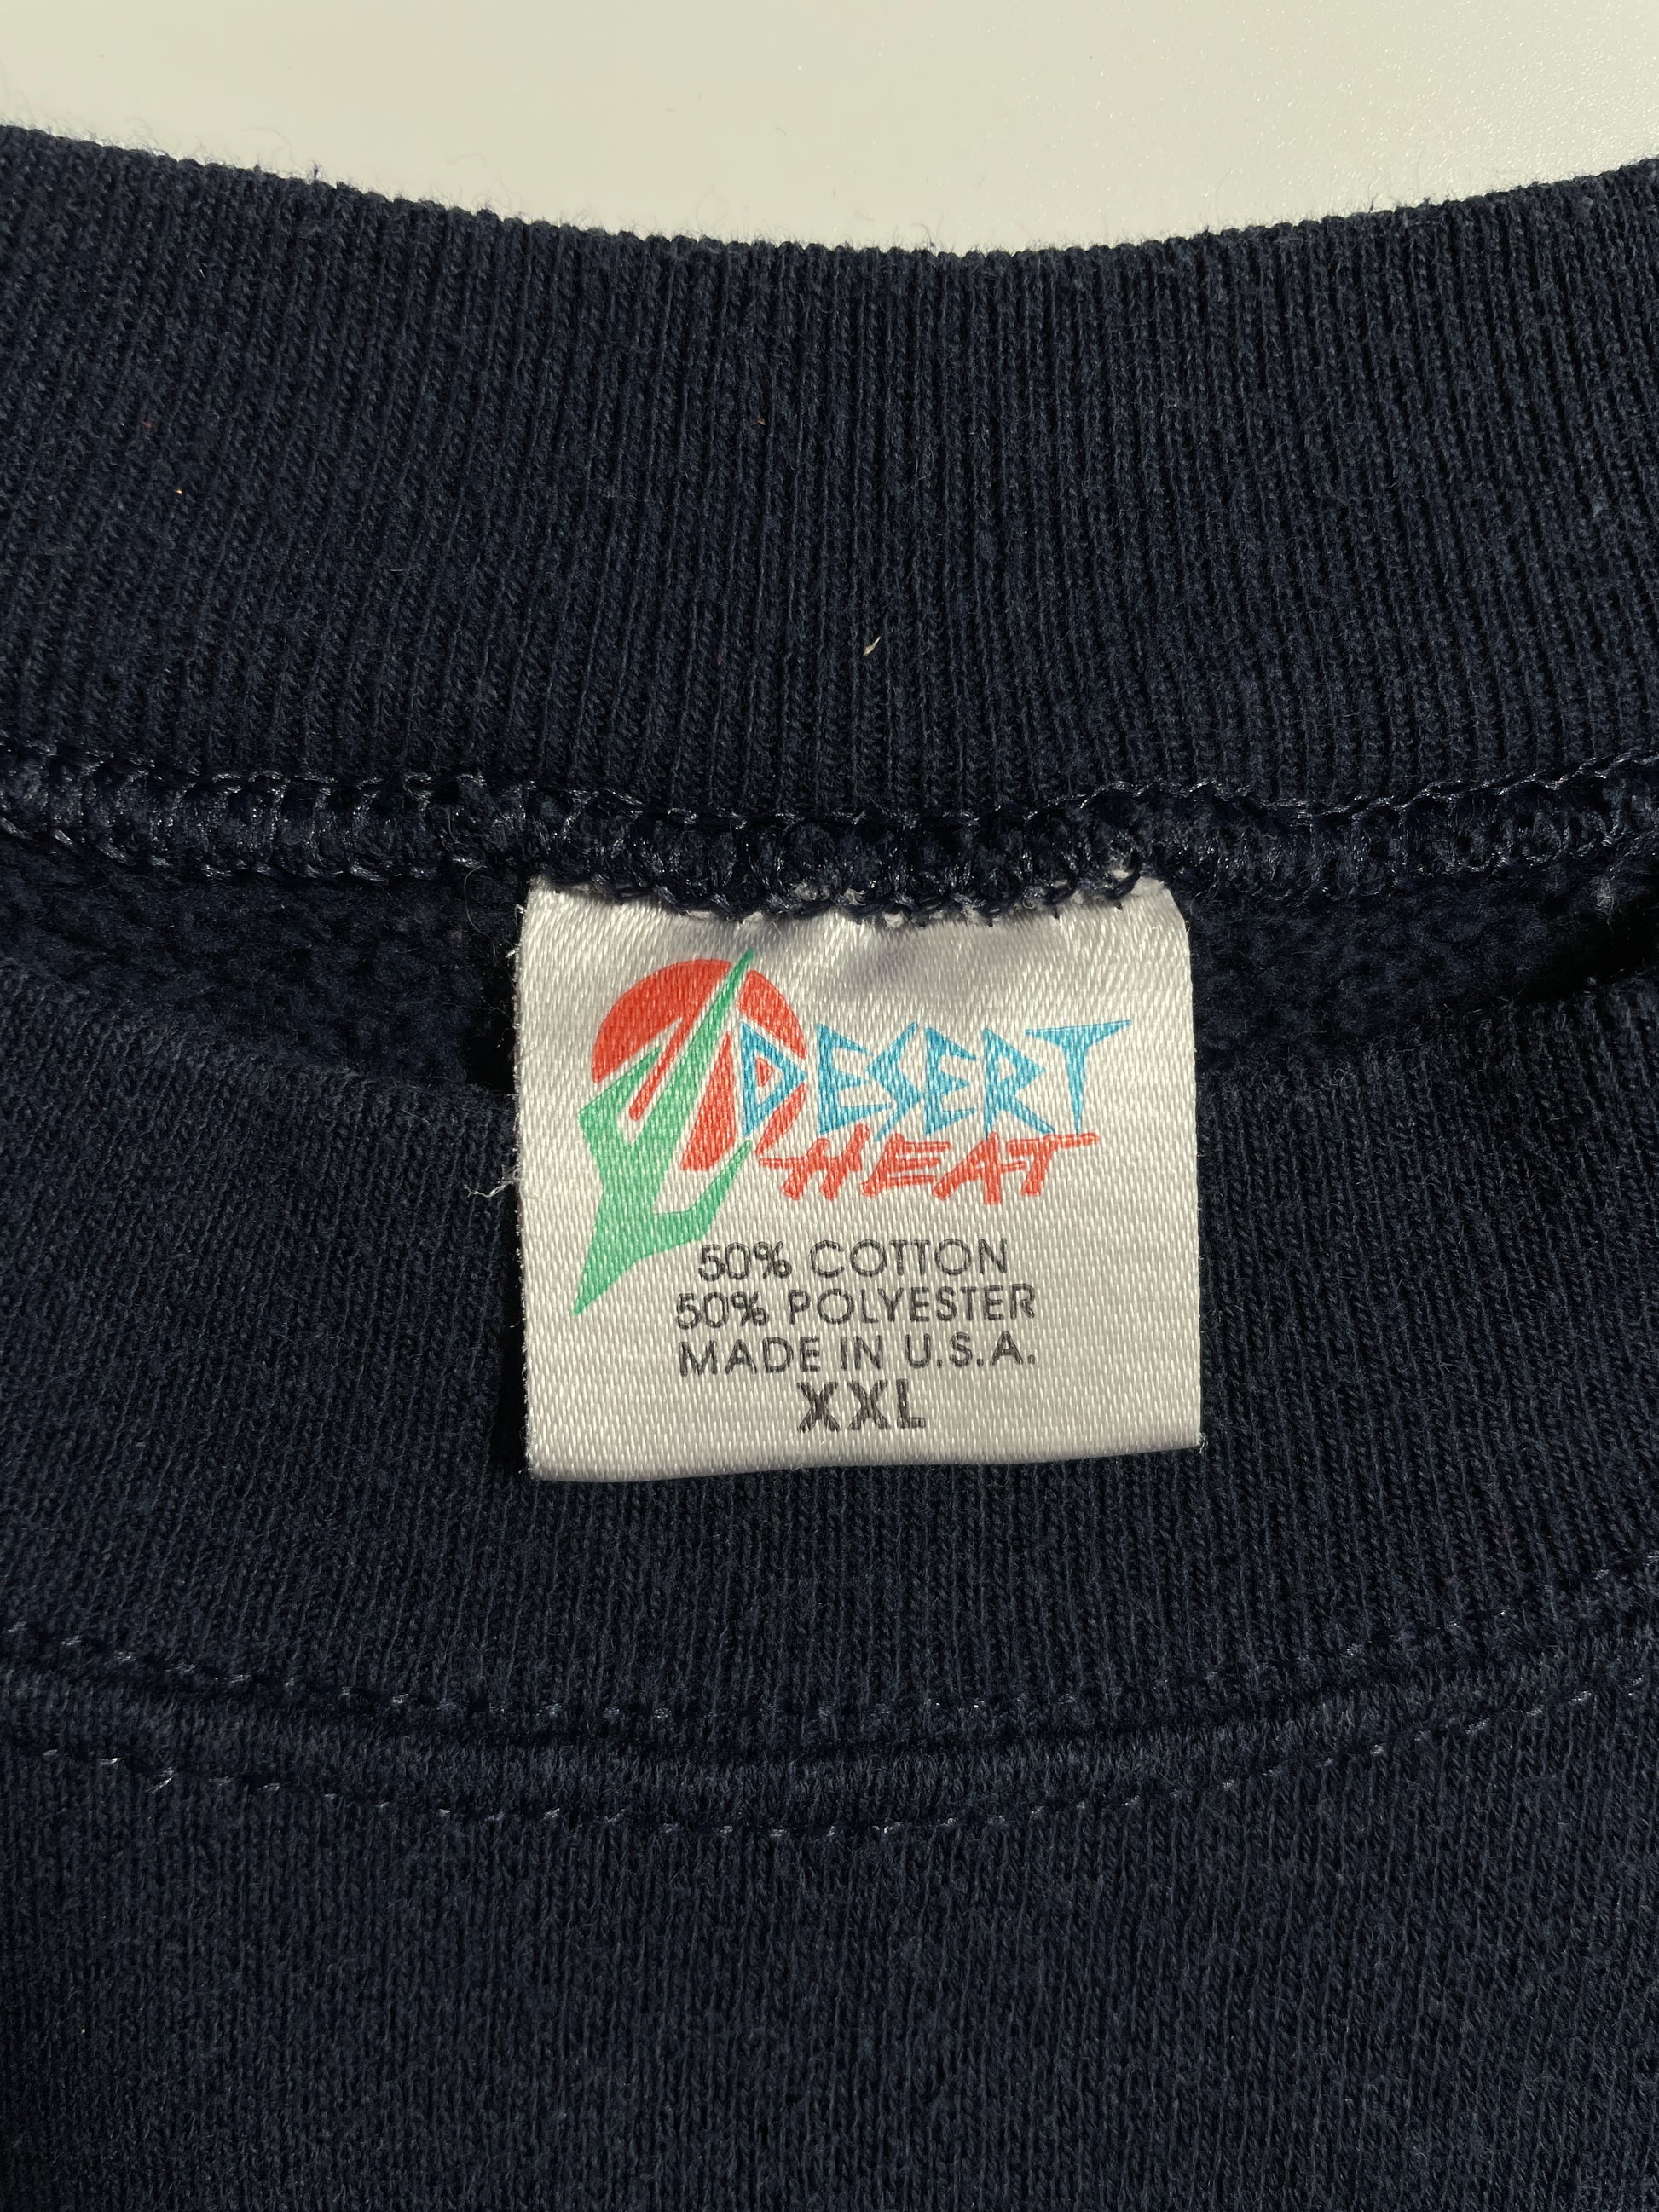 DESERT
HEAT
50% COTTON
50% POLYESTER
MADE IN U.S.A.
XXL